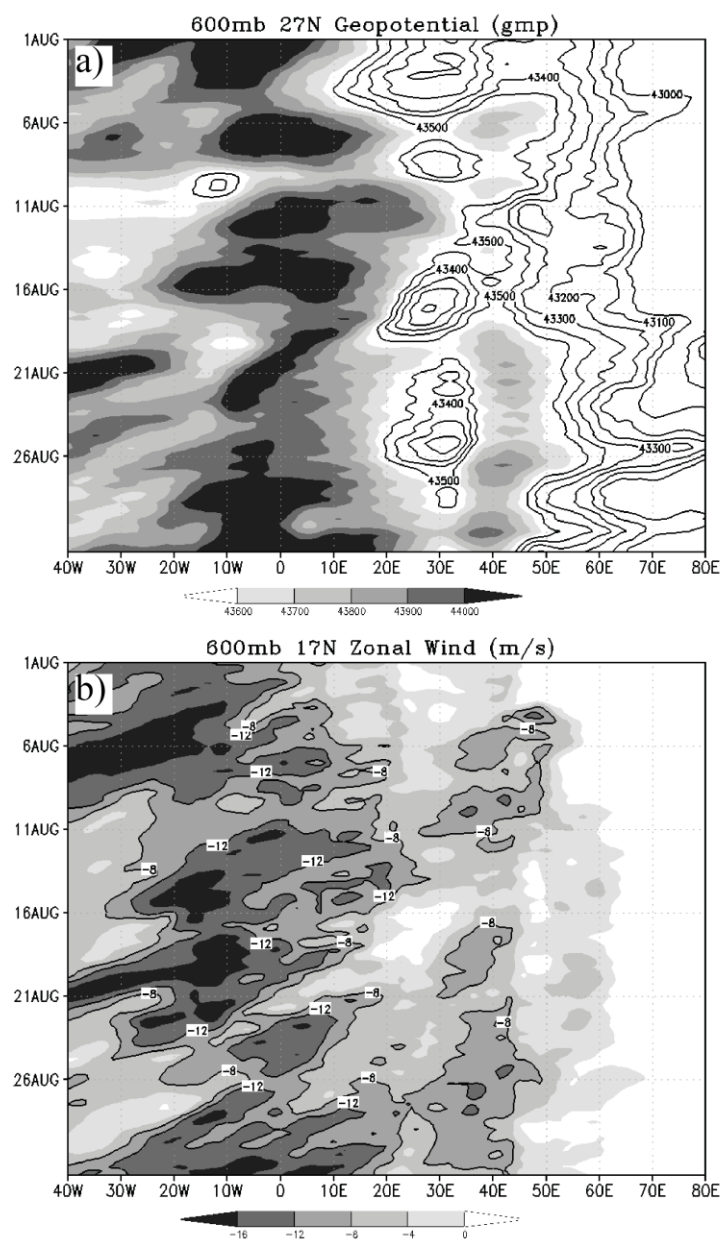 600mb 27N Geopotential (gmp)
a)
1AUG
6AUG
11AUG
16AUG
21AUG
26AUG
43400
43000
43500
43500
43400
43500
43200
43300
43100
43400
43300
43500
40W 30W 20W 10W 0 10E 20E 30E 40E 50E 60E 70E 80E
43600 43700 43800 43900 44000
600mb 17N Zonal Wind (m/s)
b)
1AUG
6AUG
11AUG
16AUG
21AUG
26AUG
-8
-12
-8
-12
-8
-8
-8
-12
-12
-8
-12
-8
-12
-8
-8
-8
-12
-8
-12
-8
-8
-12
-12
40W 30W 20W 10W 0 10E 20E 30E 40E 50E 60E 70E 80E
-16 -12 -8 -4 0